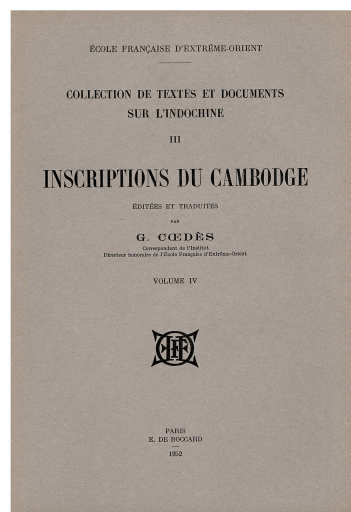 ÉCOLE FRANÇAISE D'EXTRÊME-ORIENT
COLLECTION DE TEXTES ET DOCUMENTS
SUR L'INDOCHINE
III
INSCRIPTIONS DU CAMBODGE
ÉDITÉES ET TRADUITES
PAR
G. CŒDÈS
Correspondant de l'Institut
Directeur honoraire de l'École Française d'Extrême-Orient
VOLUME IV
PARIS
E. DE BOCCARD
1952